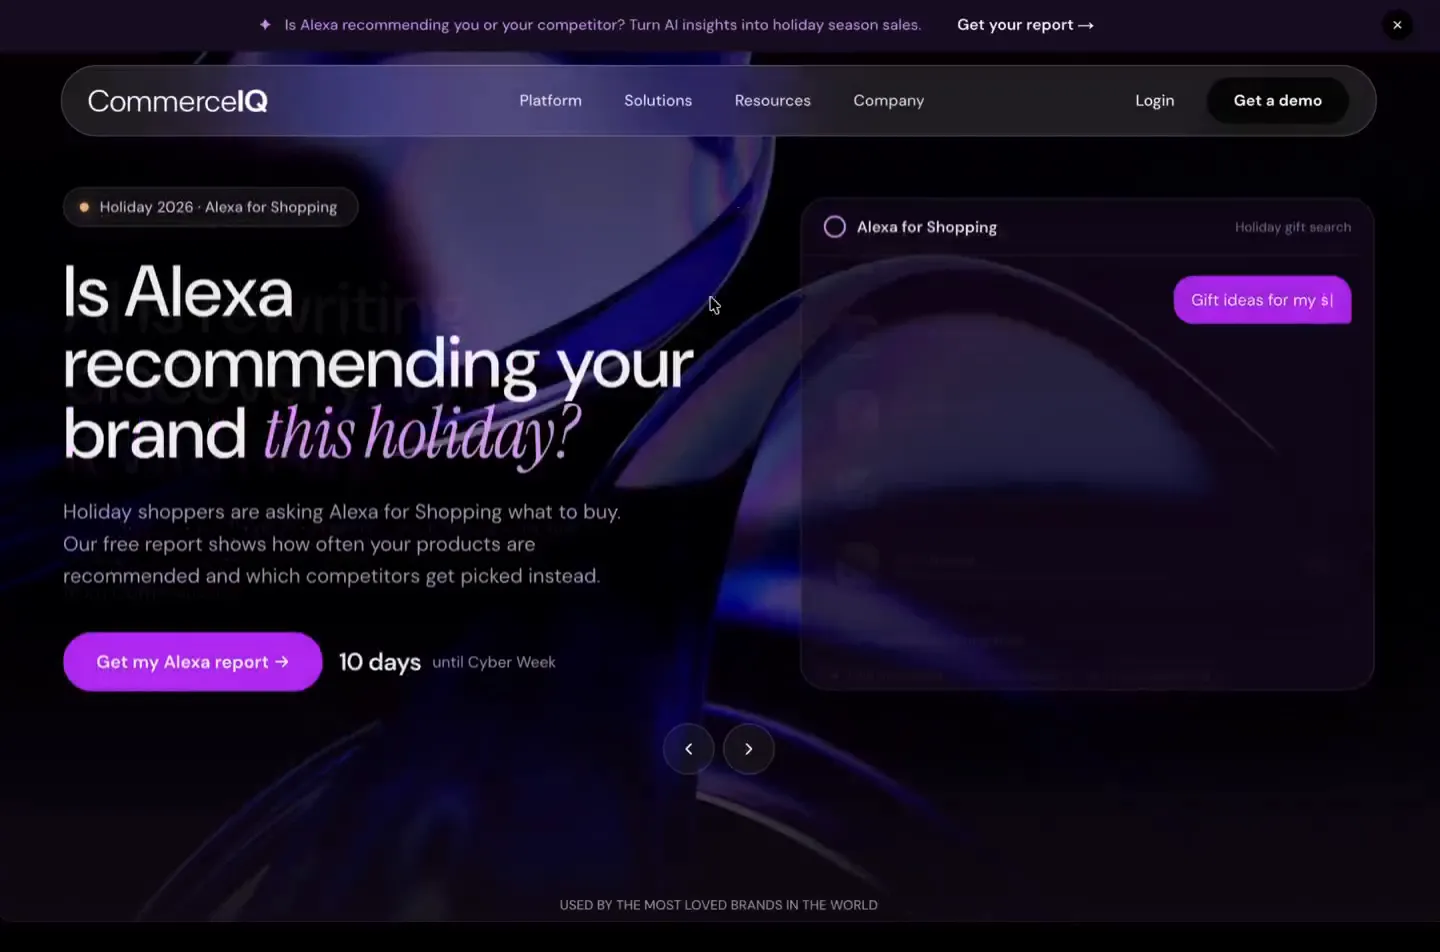 ✦ Is Alexa recommending you or your competitor? Turn AI insights into holiday season sales. Get your report →
CommerceIQ
Platform Solutions Resources Company Login Get a demo
Holiday 2026 · Alexa for Shopping
Is Alexa
recommending your
brand this holiday?
Holiday shoppers are asking Alexa for Shopping what to buy.
Our free report shows how often your products are
recommended and which competitors get picked instead.
Get my Alexa report → 10 days until Cyber Week
Alexa for Shopping Holiday gift search
Gift ideas for my s|
USED BY THE MOST LOVED BRANDS IN THE WORLD